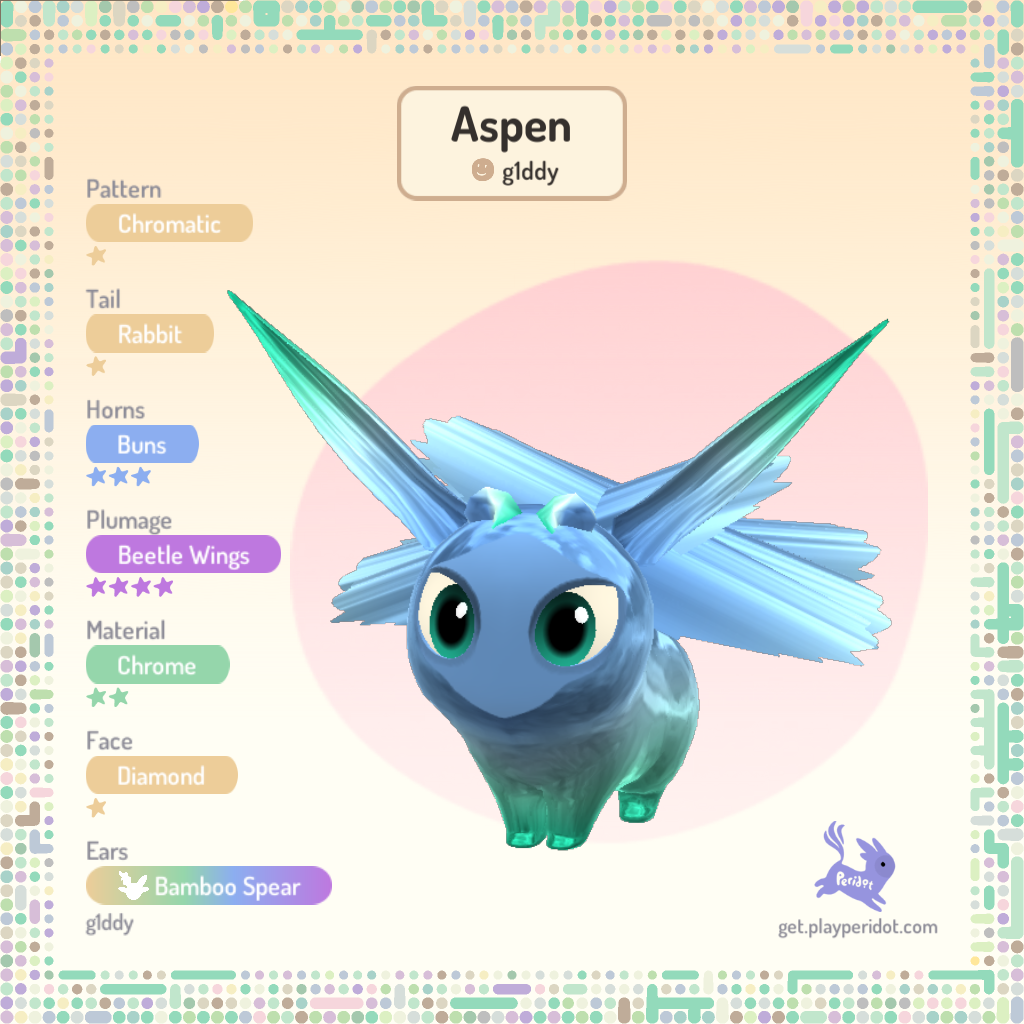 Aspen
g1ddy
Pattern
Chromatic
Tail
Rabbit
Horns
Buns
Plumage
Beetle Wings
Material
Chrome
Face
Diamond
Ears
Bamboo Spear
g1ddy
Peridot
get.playperidot.com